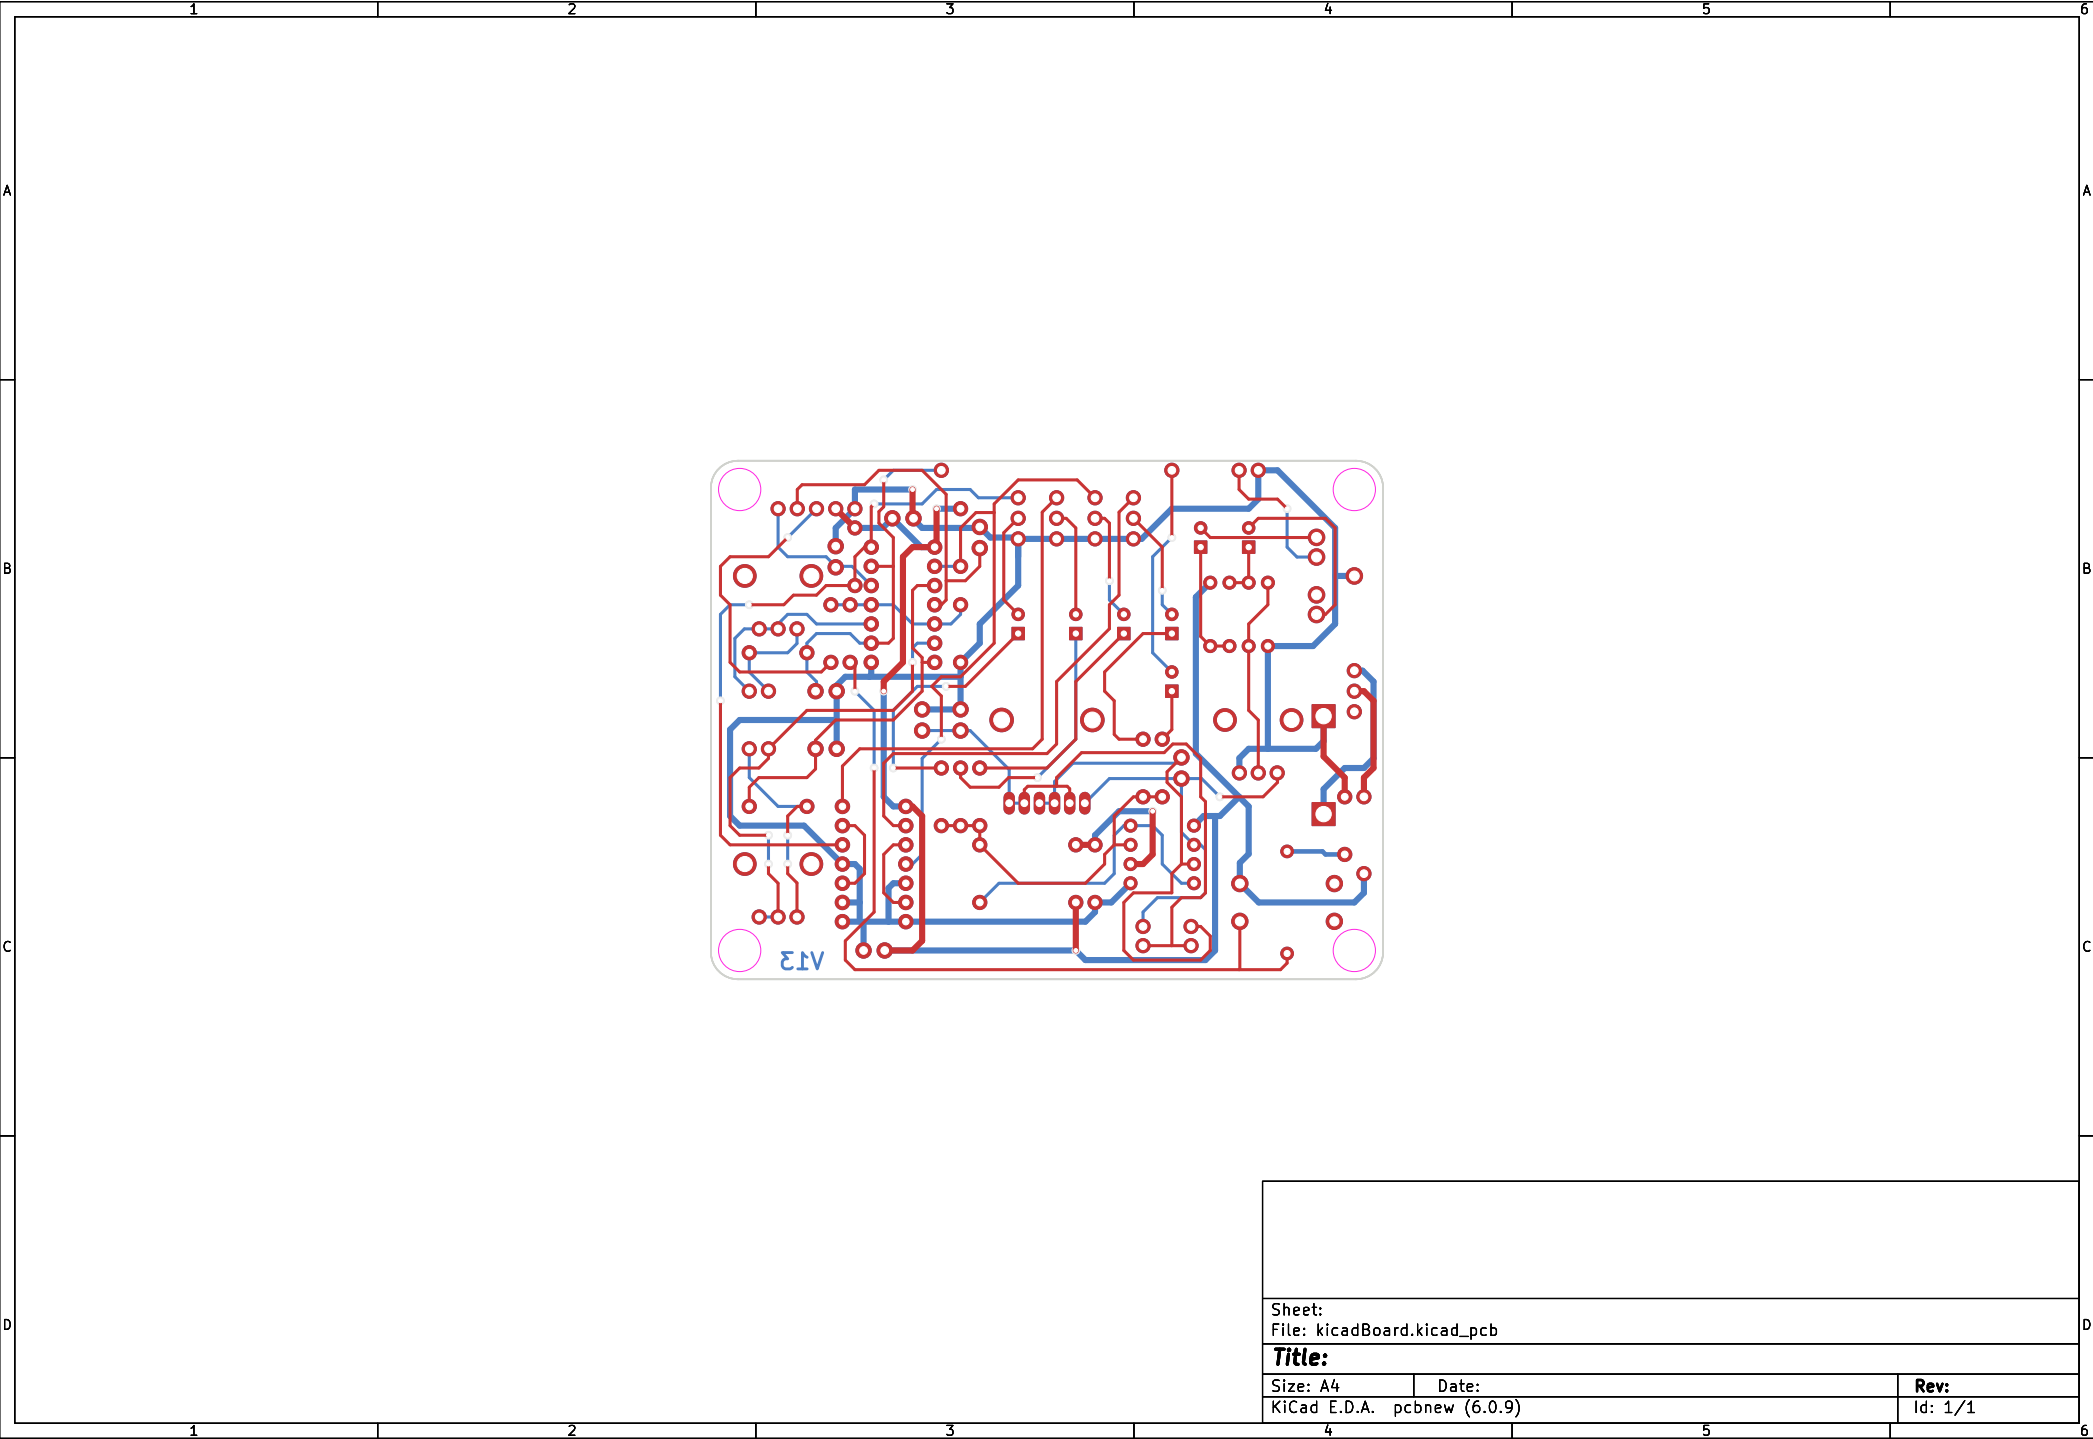 1 2 3 4 5 6
A A
B B
V13
C C
Sheet:
File: kicadBoard.kicad_pcb
D D
Title:
Size: A4 Date: Rev:
KiCad E.D.A. pcbnew (6.0.9) Id: 1/1
1 2 3 4 5 6